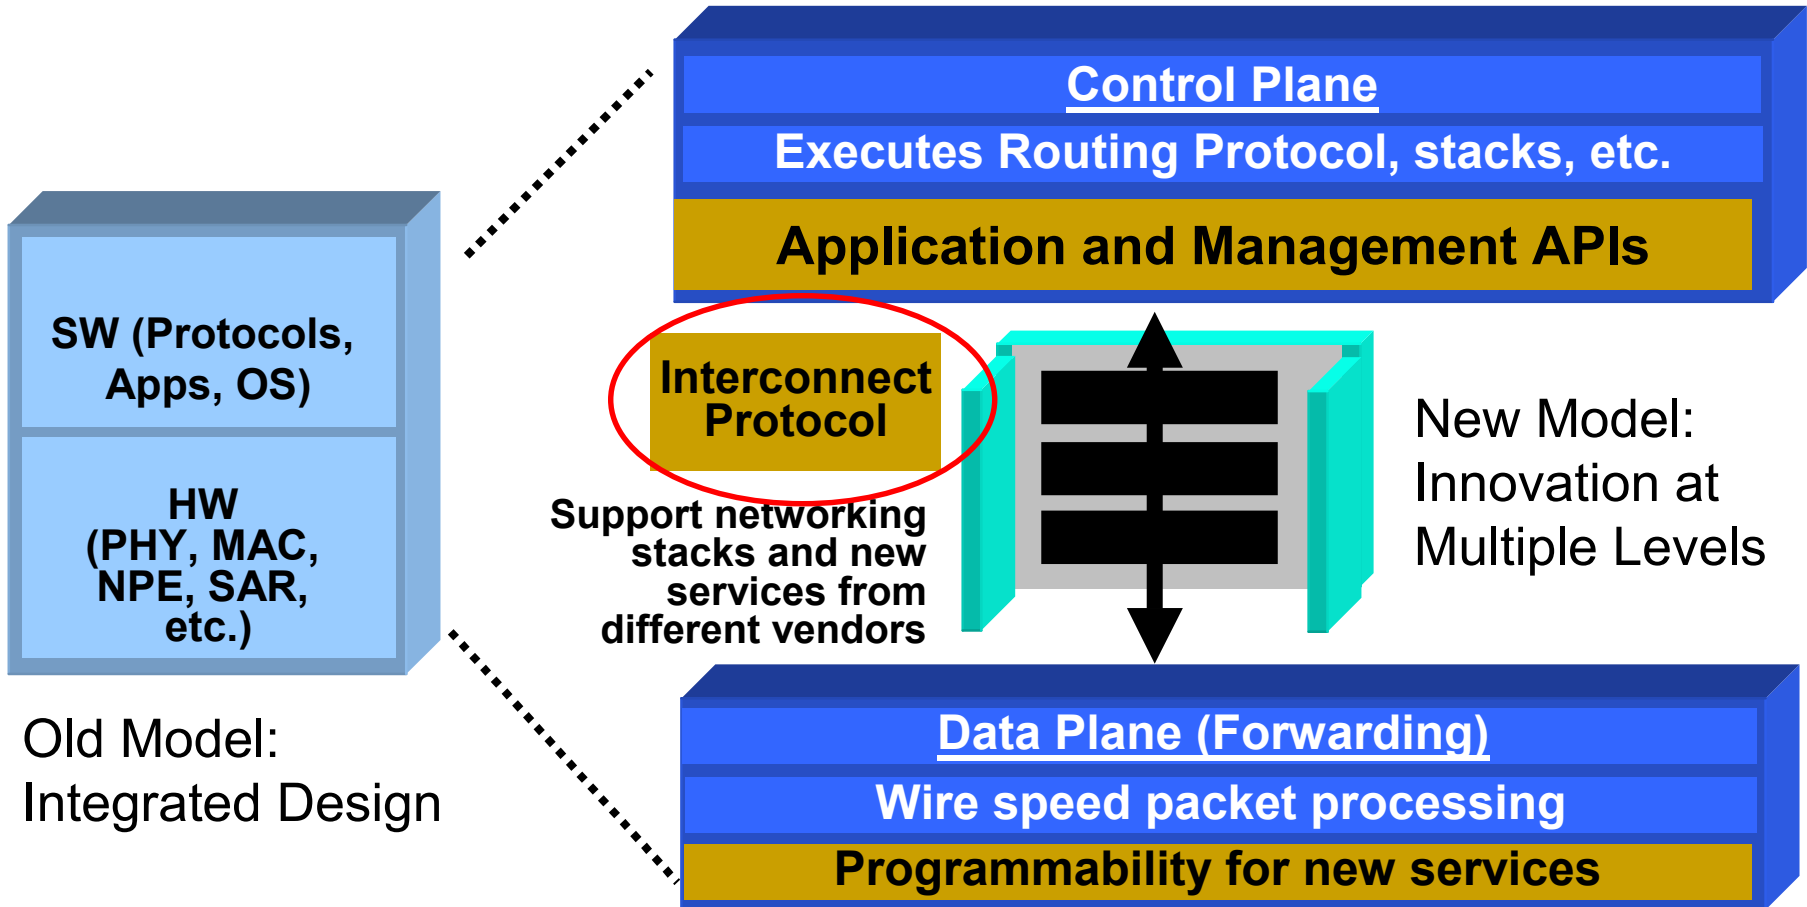 SW (Protocols,
Apps, OS)
HW
(PHY, MAC,
NPE, SAR,
etc.)
Old Model:
Integrated Design
Control Plane
Executes Routing Protocol, stacks, etc.
Application and Management APIs
Interconnect
Protocol
Support networking
stacks and new
services from
different vendors
New Model:
Innovation at
Multiple Levels
Data Plane (Forwarding)
Wire speed packet processing
Programmability for new services